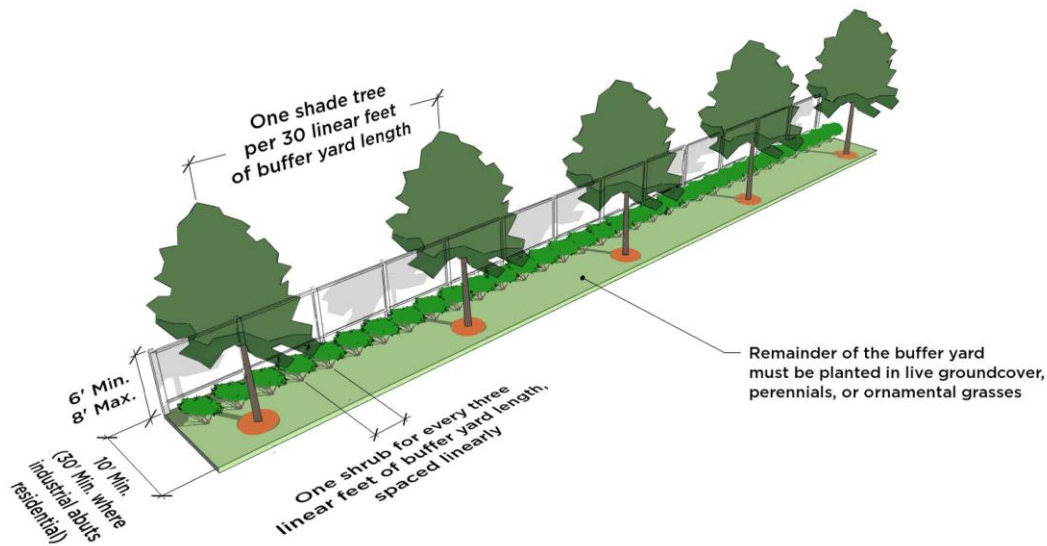 One shade tree
per 30 linear feet
of buffer yard length
6' Min.
8' Max.
10' Min.
(30' Min. where
industrial abuts
residential)
One shrub for every three
linear feet of buffer yard length,
spaced linearly
Remainder of the buffer yard
must be planted in live groundcover,
perennials, or ornamental grasses